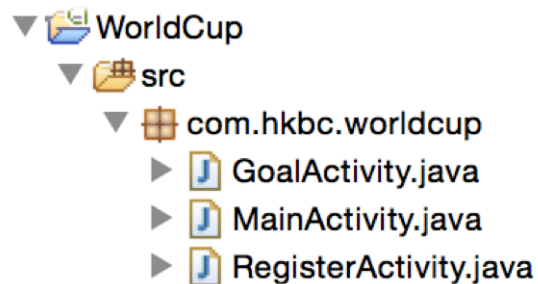 WorldCup
src
com.hkbc.worldcup
GoalActivity.java
MainActivity.java
RegisterActivity.java